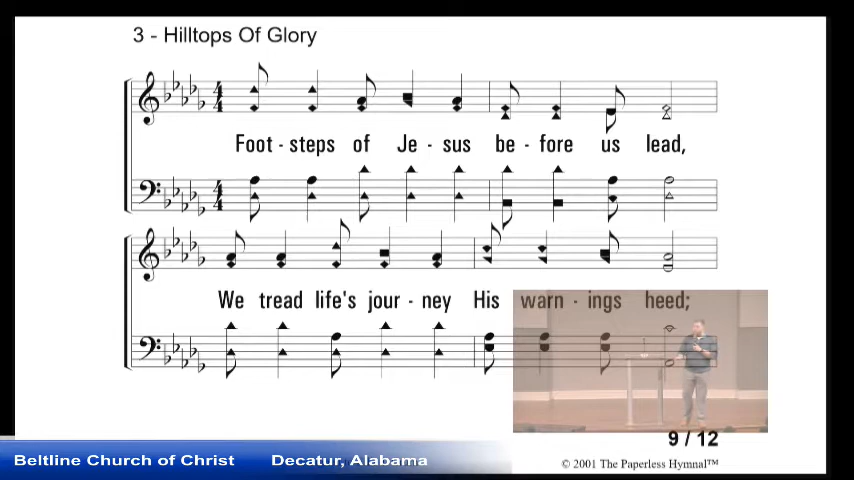 3 - Hilltops Of Glory
Foot - steps of Je - sus be - fore us lead,
We tread life's jour - ney His warn - ings heed;
9 / 12
Beltline Church of Christ Decatur, Alabama
© 2001 The Paperless Hymnal™